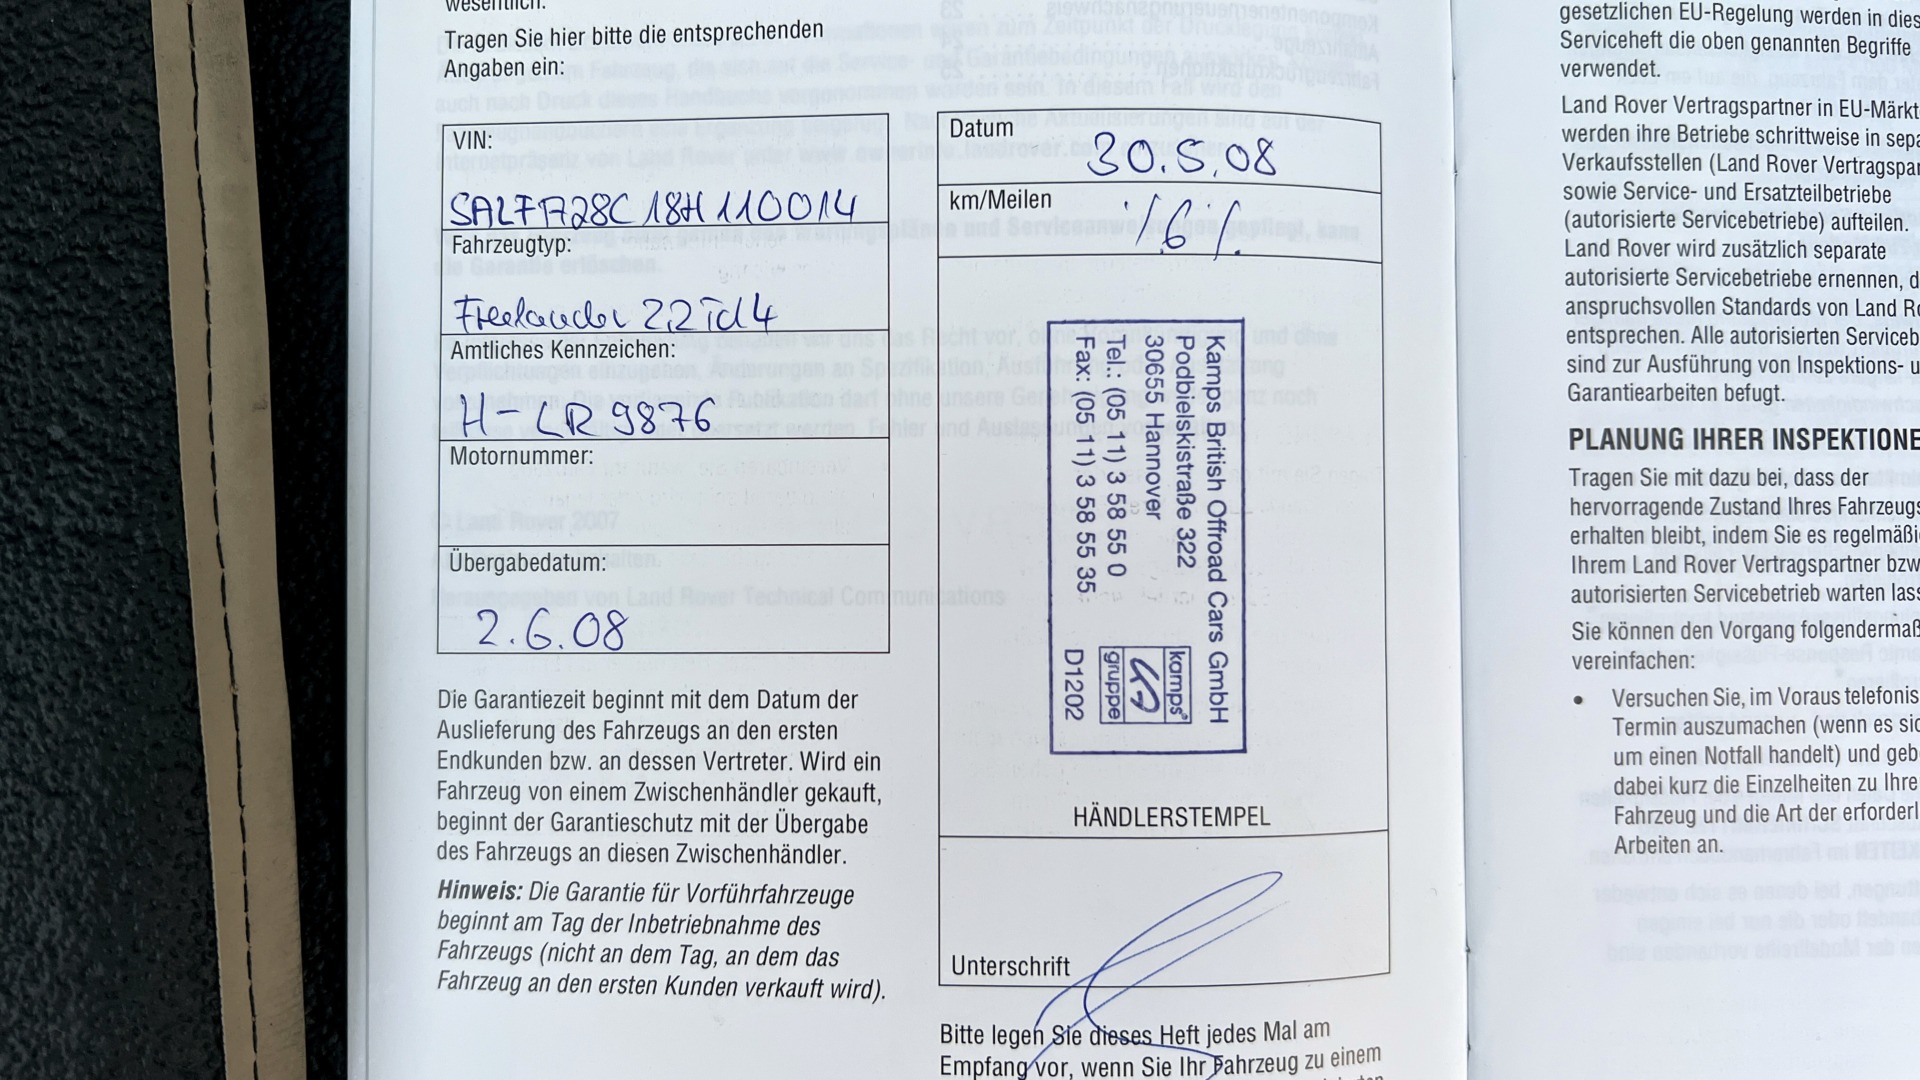 wesentlich.
Tragen Sie hier bitte die entsprechenden
Angaben ein:
VIN:
SALFA28C18H110014
Fahrzeugtyp:
Freelander 2,2 Td4
Amtliches Kennzeichen:
H-LR 9876
Motornummer:
Übergabedatum:
2.6.08
Die Garantiezeit beginnt mit dem Datum der
Auslieferung des Fahrzeugs an den ersten
Endkunden bzw. an dessen Vertreter. Wird ein
Fahrzeug von einem Zwischenhändler gekauft,
beginnt der Garantieschutz mit der Übergabe
des Fahrzeugs an diesen Zwischenhändler.
Hinweis: Die Garantie für Vorführfahrzeuge
beginnt am Tag der Inbetriebnahme des
Fahrzeugs (nicht an dem Tag, an dem das
Fahrzeug an den ersten Kunden verkauft wird).
Datum
30.5.08
km/Meilen
·/.6·/.
Kamps British Offroad Cars GmbH
Podbielskistraße 322
30655 Hannover
Tel.: (05 11) 3 58 55 0
Fax: (05 11) 3 58 55 35
kamps
gruppe
D1202
HÄNDLERSTEMPEL
Unterschrift
Bitte legen Sie dieses Heft jedes Mal am
Empfang vor, wenn Sie Ihr Fahrzeug zu einem
gesetzlichen EU-Regelung werden in dies
Serviceheft die oben genannten Begriffe
verwendet.
Land Rover Vertragspartner in EU-Märkt
werden ihre Betriebe schrittweise in sepa
Verkaufsstellen (Land Rover Vertragspar
sowie Service- und Ersatzteilbetriebe
(autorisierte Servicebetriebe) aufteilen.
Land Rover wird zusätzlich separate
autorisierte Servicebetriebe ernennen, d
anspruchsvollen Standards von Land Ro
entsprechen. Alle autorisierten Serviceb
sind zur Ausführung von Inspektions- u
Garantiearbeiten befugt.
PLANUNG IHRER INSPEKTIONE
Tragen Sie mit dazu bei, dass der
hervorragende Zustand Ihres Fahrzeugs
erhalten bleibt, indem Sie es regelmäßi
Ihrem Land Rover Vertragspartner bzw
autorisierten Servicebetrieb warten lass
Sie können den Vorgang folgendermaß
vereinfachen:
• Versuchen Sie, im Voraus telefonis
Termin auszumachen (wenn es sic
um einen Notfall handelt) und geb
dabei kurz die Einzelheiten zu Ihre
Fahrzeug und die Art der erforderl
Arbeiten an.